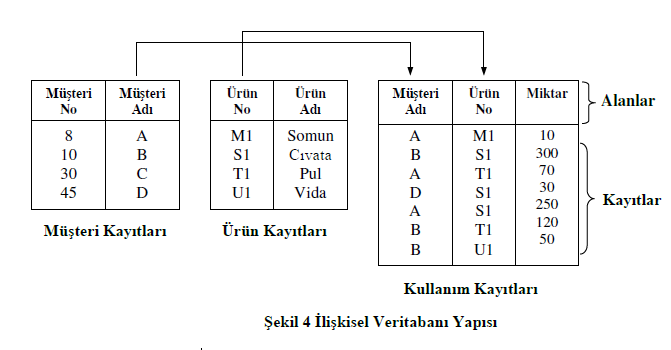 Müşteri No Müşteri Adı
8 A
10 B
30 C
45 D
Müşteri Kayıtları
Ürün No Ürün Adı
M1 Somun
S1 Cıvata
T1 Pul
U1 Vida
Ürün Kayıtları
Müşteri Adı Ürün No Miktar
A M1 10
B S1 300
A T1 70
D S1 30
A S1 250
B T1 120
B U1 50
Kullanım Kayıtları
Alanlar
Kayıtlar
Şekil 4 İlişkisel Veritabanı Yapısı